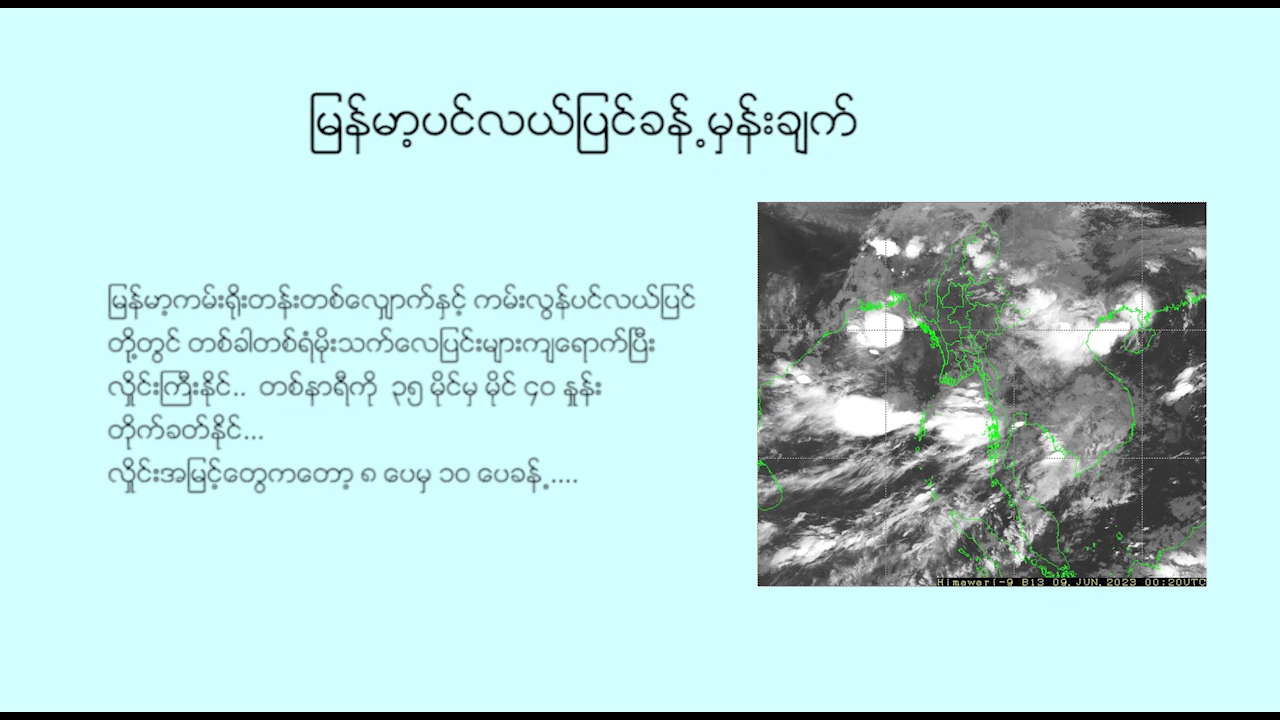 မြန်မာ့ပင်လယ်ပြင်ခန့်မှန်းချက်
မြန်မာ့ကမ်းရိုးတန်းတစ်လျှောက်နှင့် ကမ်းလွန်ပင်လယ်ပြင်
တို့တွင် တစ်ခါတစ်ရံမိုးသက်လေပြင်းများကျရောက်ပြီး
လှိုင်းကြီးနိုင်.. တစ်နာရီကို ၃၅ မိုင်မှ မိုင် ၄၀ နှုန်း
တိုက်ခတ်နိုင်...
လှိုင်းအမြင့်တွေကတော့ ၈ ပေမှ ၁၀ ပေခန့်....
Himawari-9 B13 09.JUN.2023 00:20UTC